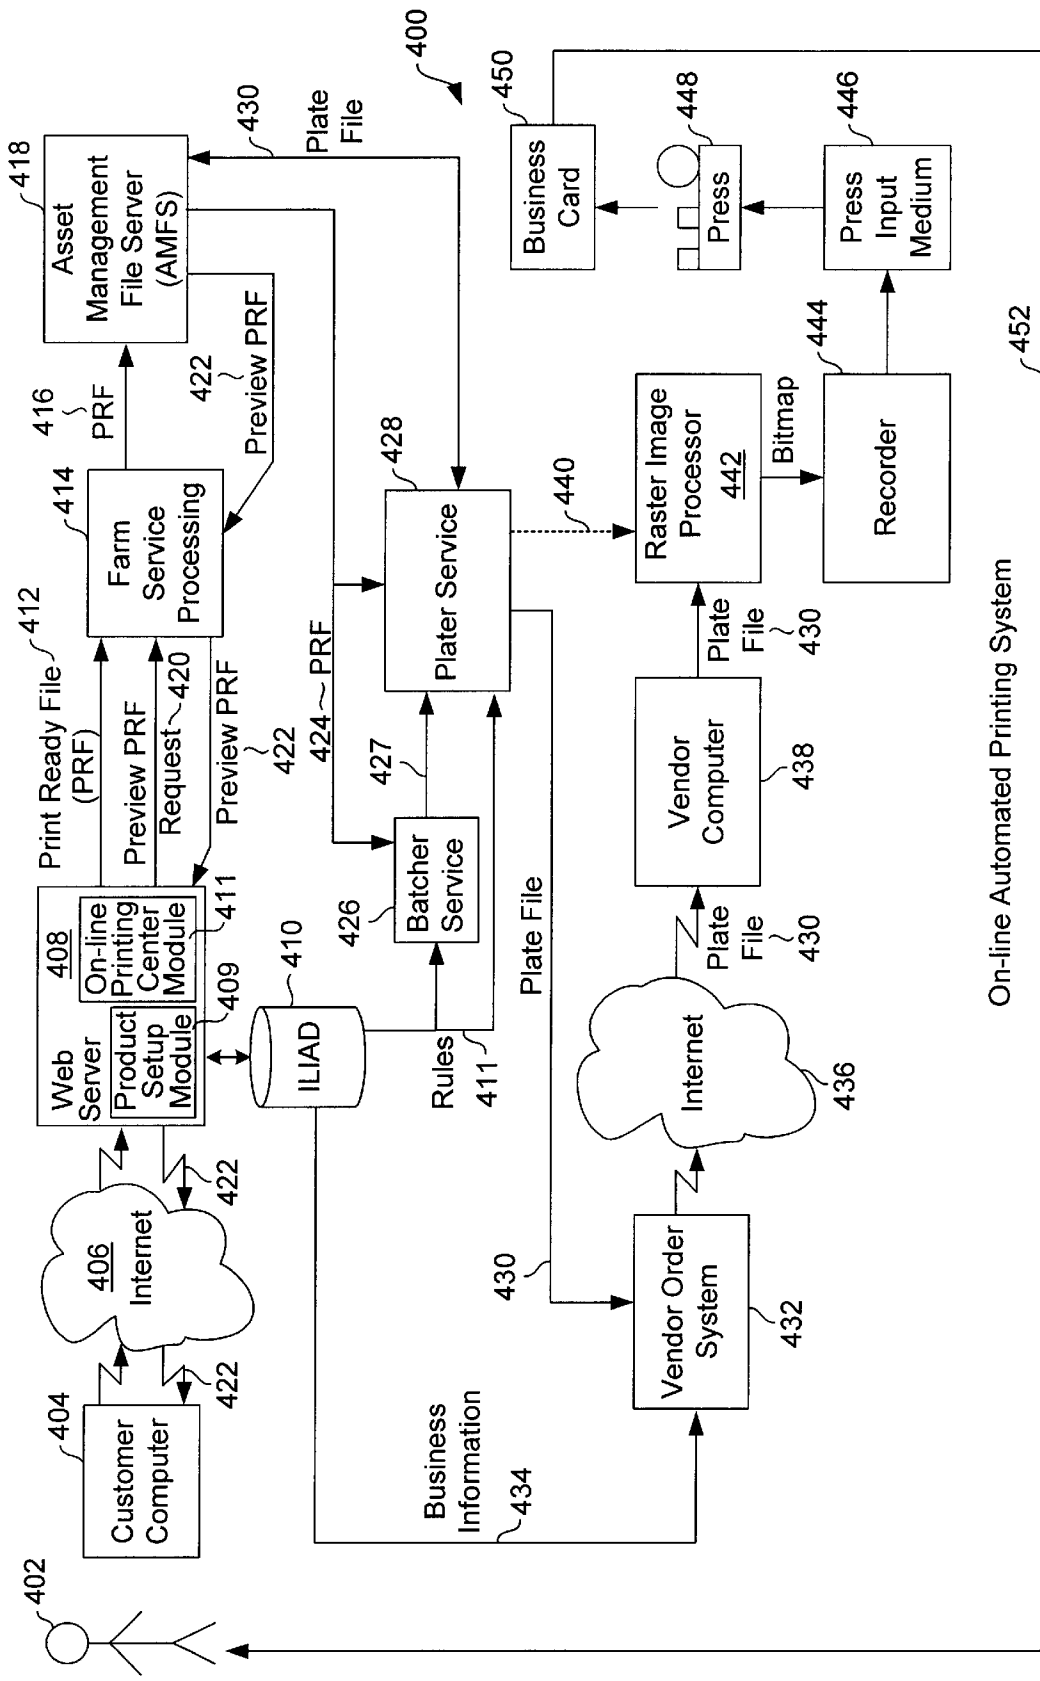 402
404
Customer
Computer
406
Internet
422
422
Web
Server
408
Product
Setup
Module
409
On-line
Printing
Center
Module
411
Print Ready File
412
(PRF)
Preview PRF
Request
420
Preview PRF
422
414
Farm
Service
Processing
416
PRF
422
Preview PRF
418
Asset
Management
File Server
(AMFS)
430
Plate
File
400
410
ILIAD
Rules
411
426
Batcher
Service
427
424
PRF
428
Plater Service
440
Plate File
430
Business
Information
434
Vendor Order
System
432
Internet
436
Plate
File
430
Vendor
Computer
438
Plate
File
430
Raster Image
Processor
442
Bitmap
444
Recorder
446
Press
Input
Medium
448
Press
450
Business
Card
452
On-line Automated Printing System